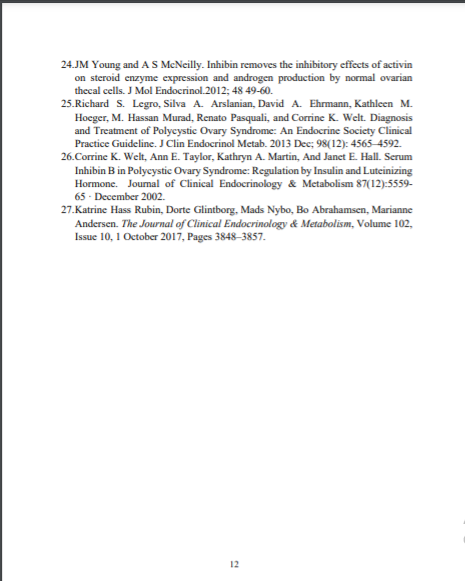 24.JM Young and A S McNeilly. Inhibin removes the inhibitory effects of activin
on steroid enzyme expression and androgen production by normal ovarian
thecal cells. J Mol Endocrinol.2012; 48 49-60.
25.Richard S. Legro, Silva A. Arslanian, David A. Ehrmann, Kathleen M.
Hoeger, M. Hassan Murad, Renato Pasquali, and Corrine K. Welt. Diagnosis
and Treatment of Polycystic Ovary Syndrome: An Endocrine Society Clinical
Practice Guideline. J Clin Endocrinol Metab. 2013 Dec; 98(12): 4565–4592.
26.Corrine K. Welt, Ann E. Taylor, Kathryn A. Martin, And Janet E. Hall. Serum
Inhibin B in Polycystic Ovary Syndrome: Regulation by Insulin and Luteinizing
Hormone. Journal of Clinical Endocrinology & Metabolism 87(12):5559-
65 · December 2002.
27.Katrine Hass Rubin, Dorte Glintborg, Mads Nybo, Bo Abrahamsen, Marianne
Andersen. The Journal of Clinical Endocrinology & Metabolism, Volume 102,
Issue 10, 1 October 2017, Pages 3848–3857.
12